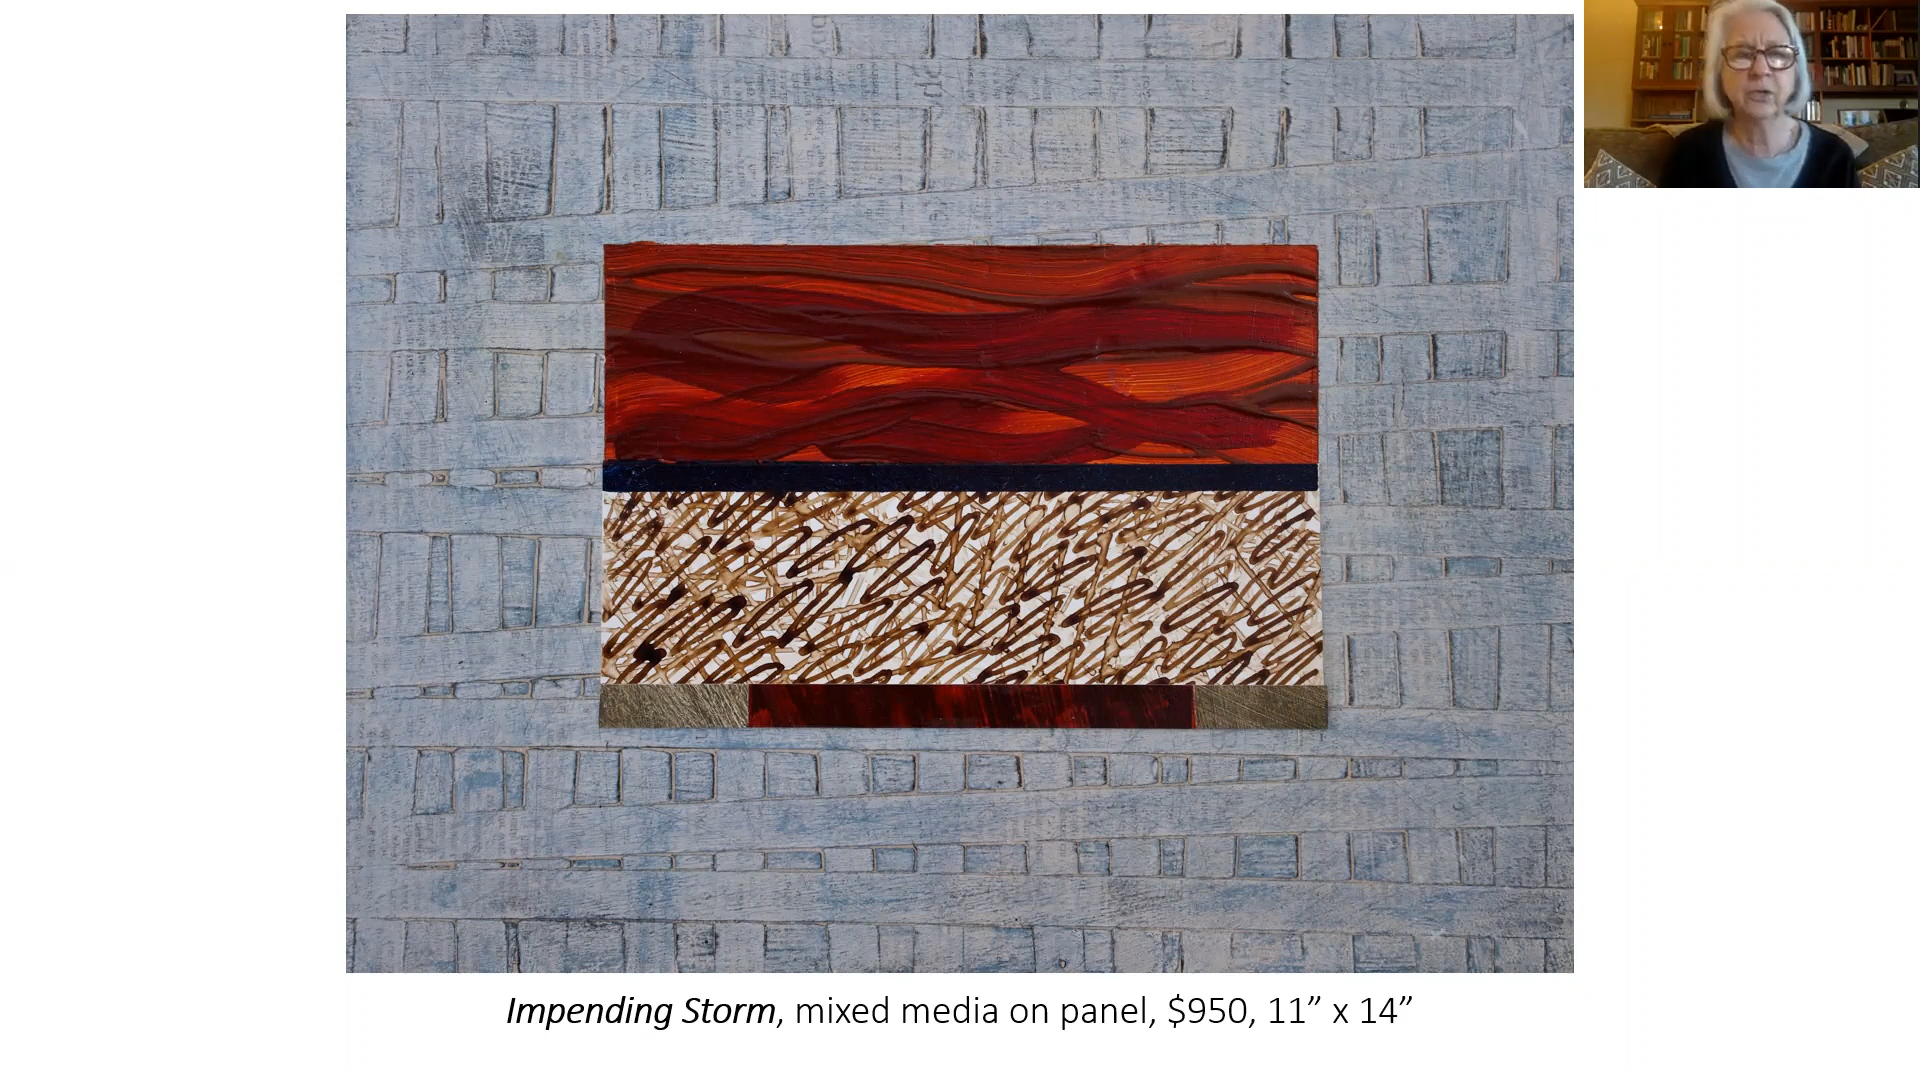 Impending Storm, mixed media on panel, $950, 11” x 14”